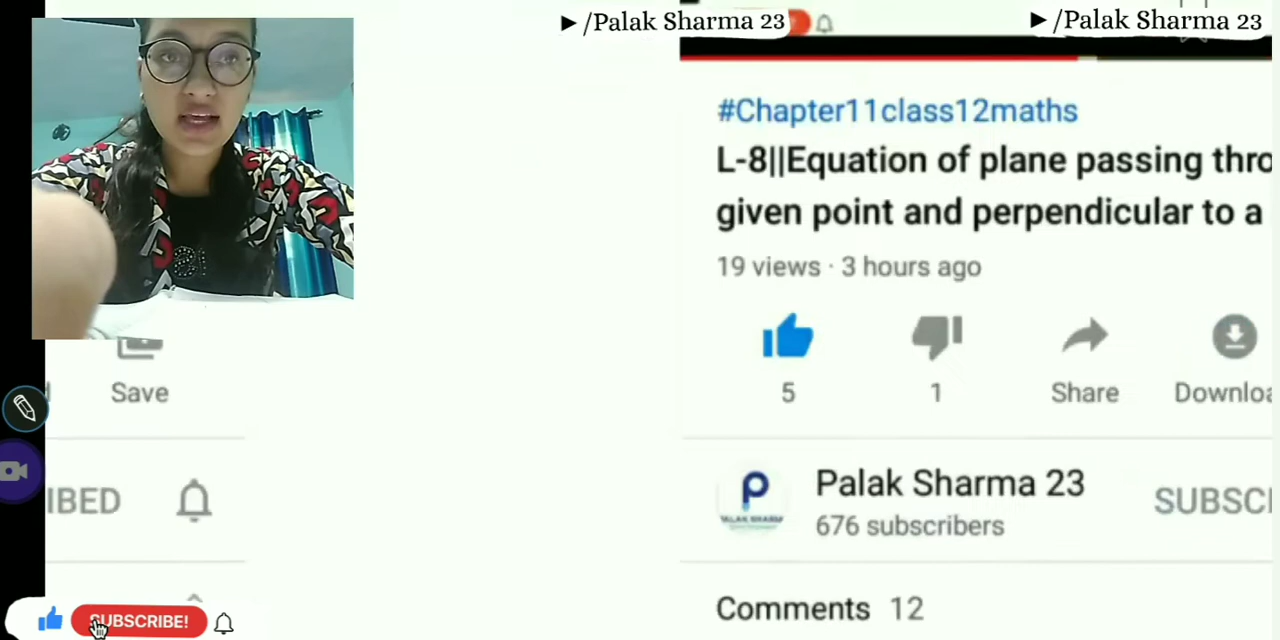 ▶/Palak Sharma 23
▶/Palak Sharma 23
#Chapter11class12maths
L-8||Equation of plane passing thro
given point and perpendicular to a
19 views · 3 hours ago
5
1
Share
Downloa
Save
IBED
Palak Sharma 23
676 subscribers
SUBSC
Comments 12
SUBSCRIBE!